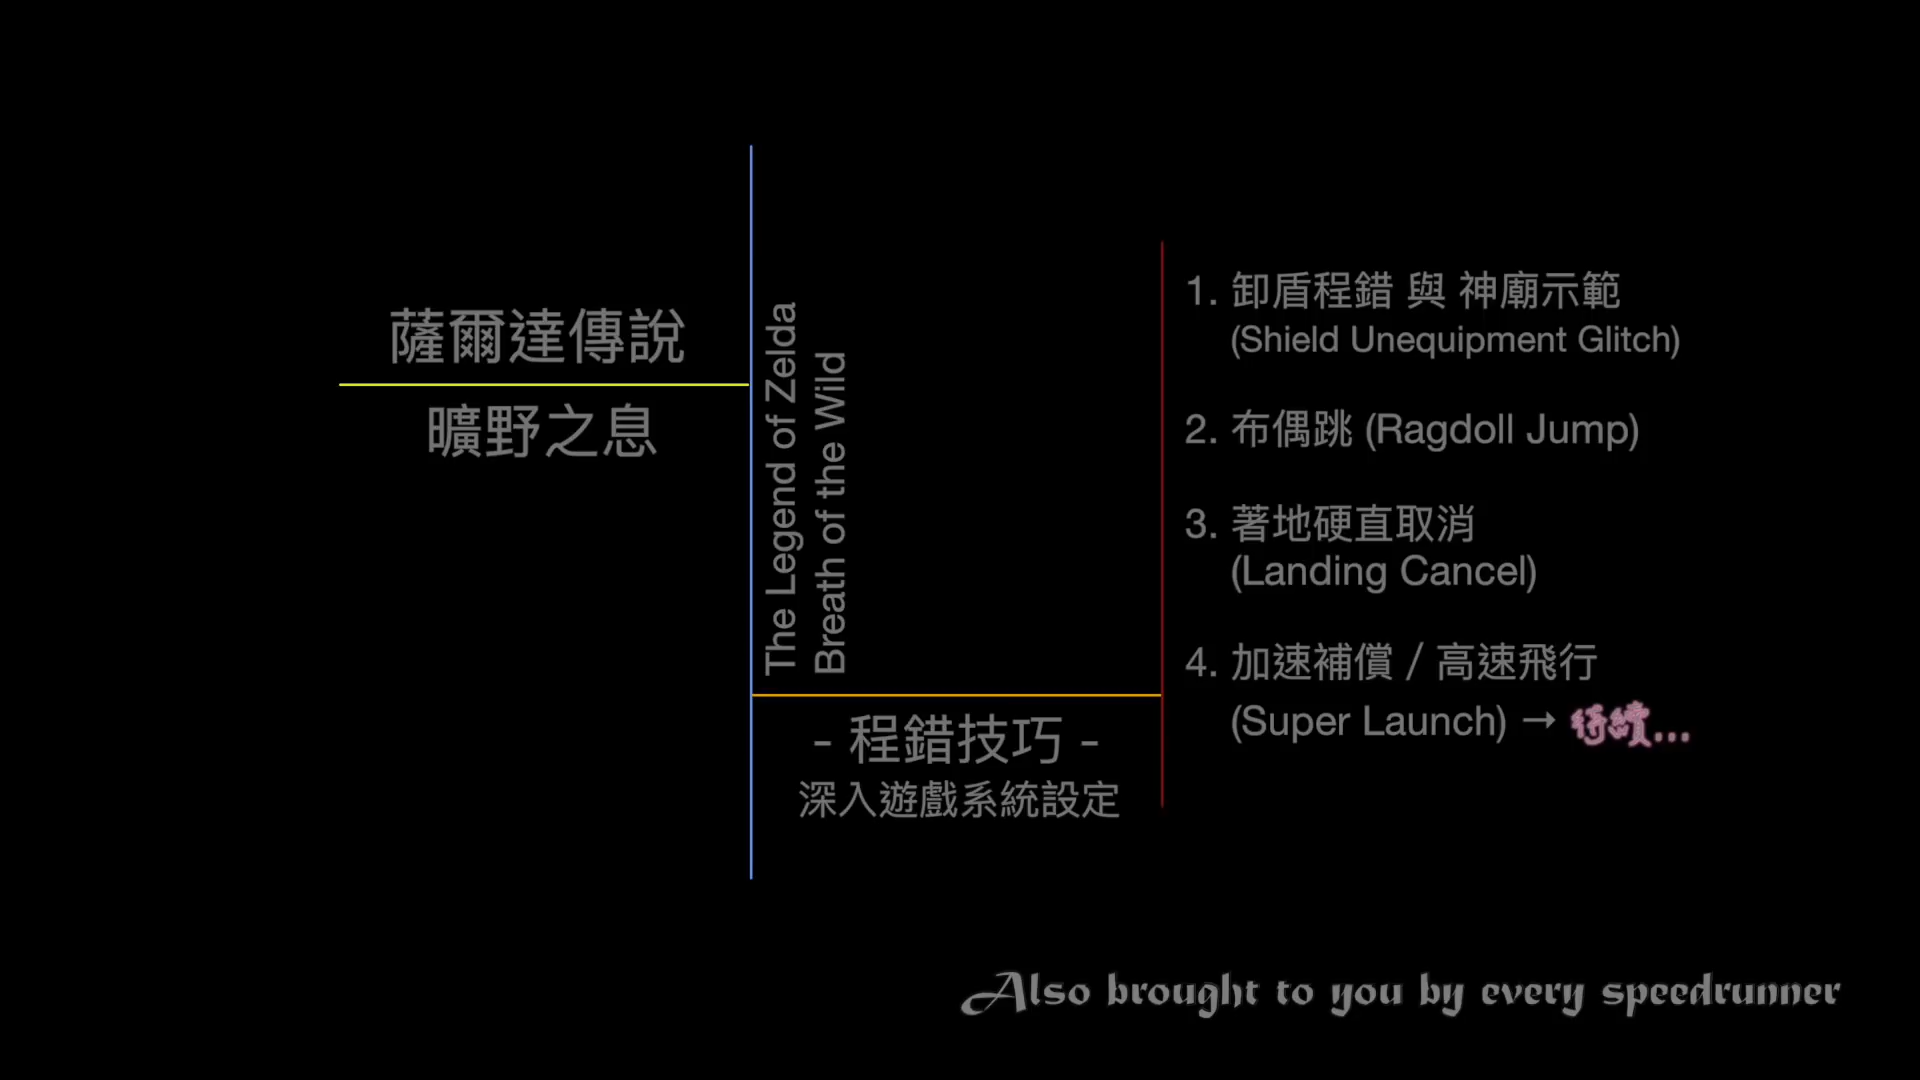 薩爾達傳說
曠野之息
The Legend of Zelda
Breath of the Wild
- 程錯技巧 -
深入遊戲系統設定
1. 卸盾程錯 與 神廟示範
(Shield Unequipment Glitch)
2. 布偶跳 (Ragdoll Jump)
3. 著地硬直取消
(Landing Cancel)
4. 加速補償 / 高速飛行
(Super Launch) → 待續...
Also brought to you by every speedrunner